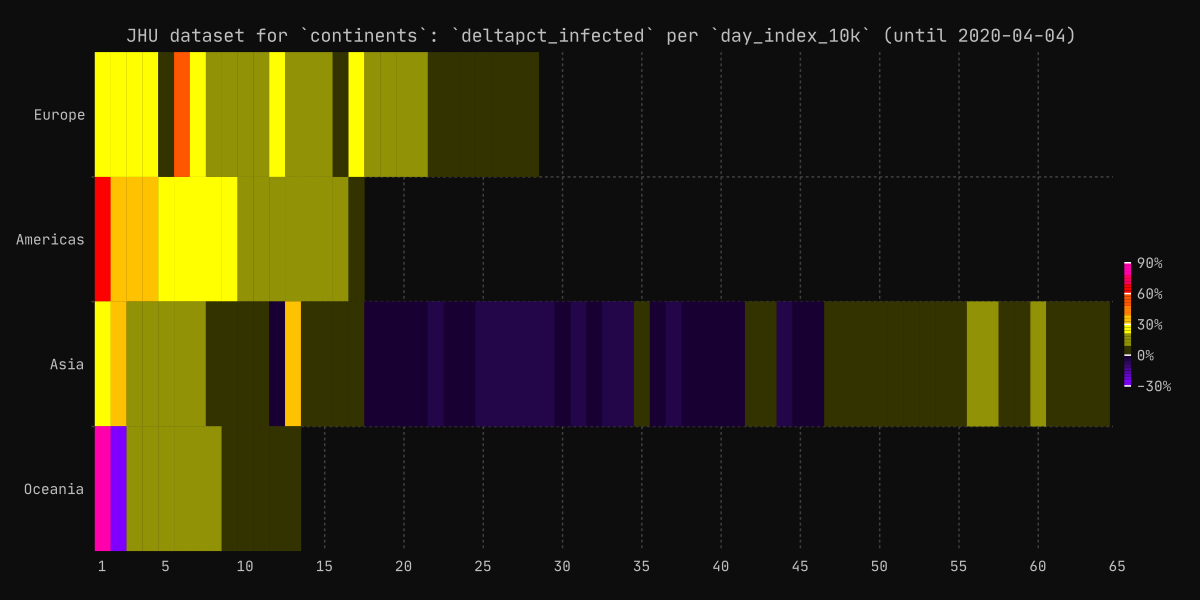 JHU dataset for `continents`: `deltapct_infected` per `day_index_10k` (until 2020-04-04)
Europe
Americas
Asia
Oceania
90%
60%
30%
0%
-30%
1 5 10 15 20 25 30 35 40 45 50 55 60 65